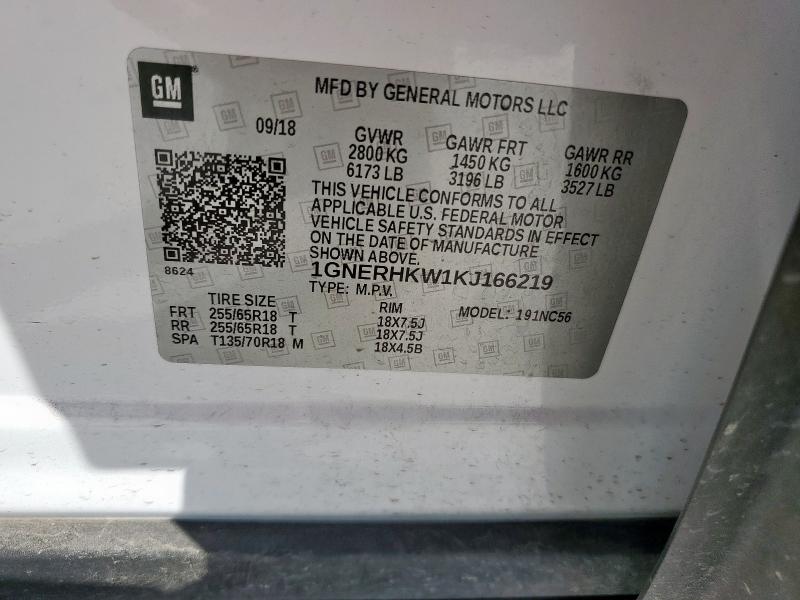 GM
MFD BY GENERAL MOTORS LLC
09/18
GVWR GAWR FRT GAWR RR
2800 KG 1450 KG 1600 KG
6173 LB 3196 LB 3527 LB
THIS VEHICLE CONFORMS TO ALL
APPLICABLE U.S. FEDERAL MOTOR
VEHICLE SAFETY STANDARDS IN EFFECT
ON THE DATE OF MANUFACTURE
SHOWN ABOVE.
8624
1GNERHKW1KJ166219
TYPE: M.P.V.
TIRE SIZE RIM MODEL: 191NC56
FRT 255/65R18 T 18X7.5J
RR 255/65R18 T 18X7.5J
SPA T135/70R18 M 18X4.5B